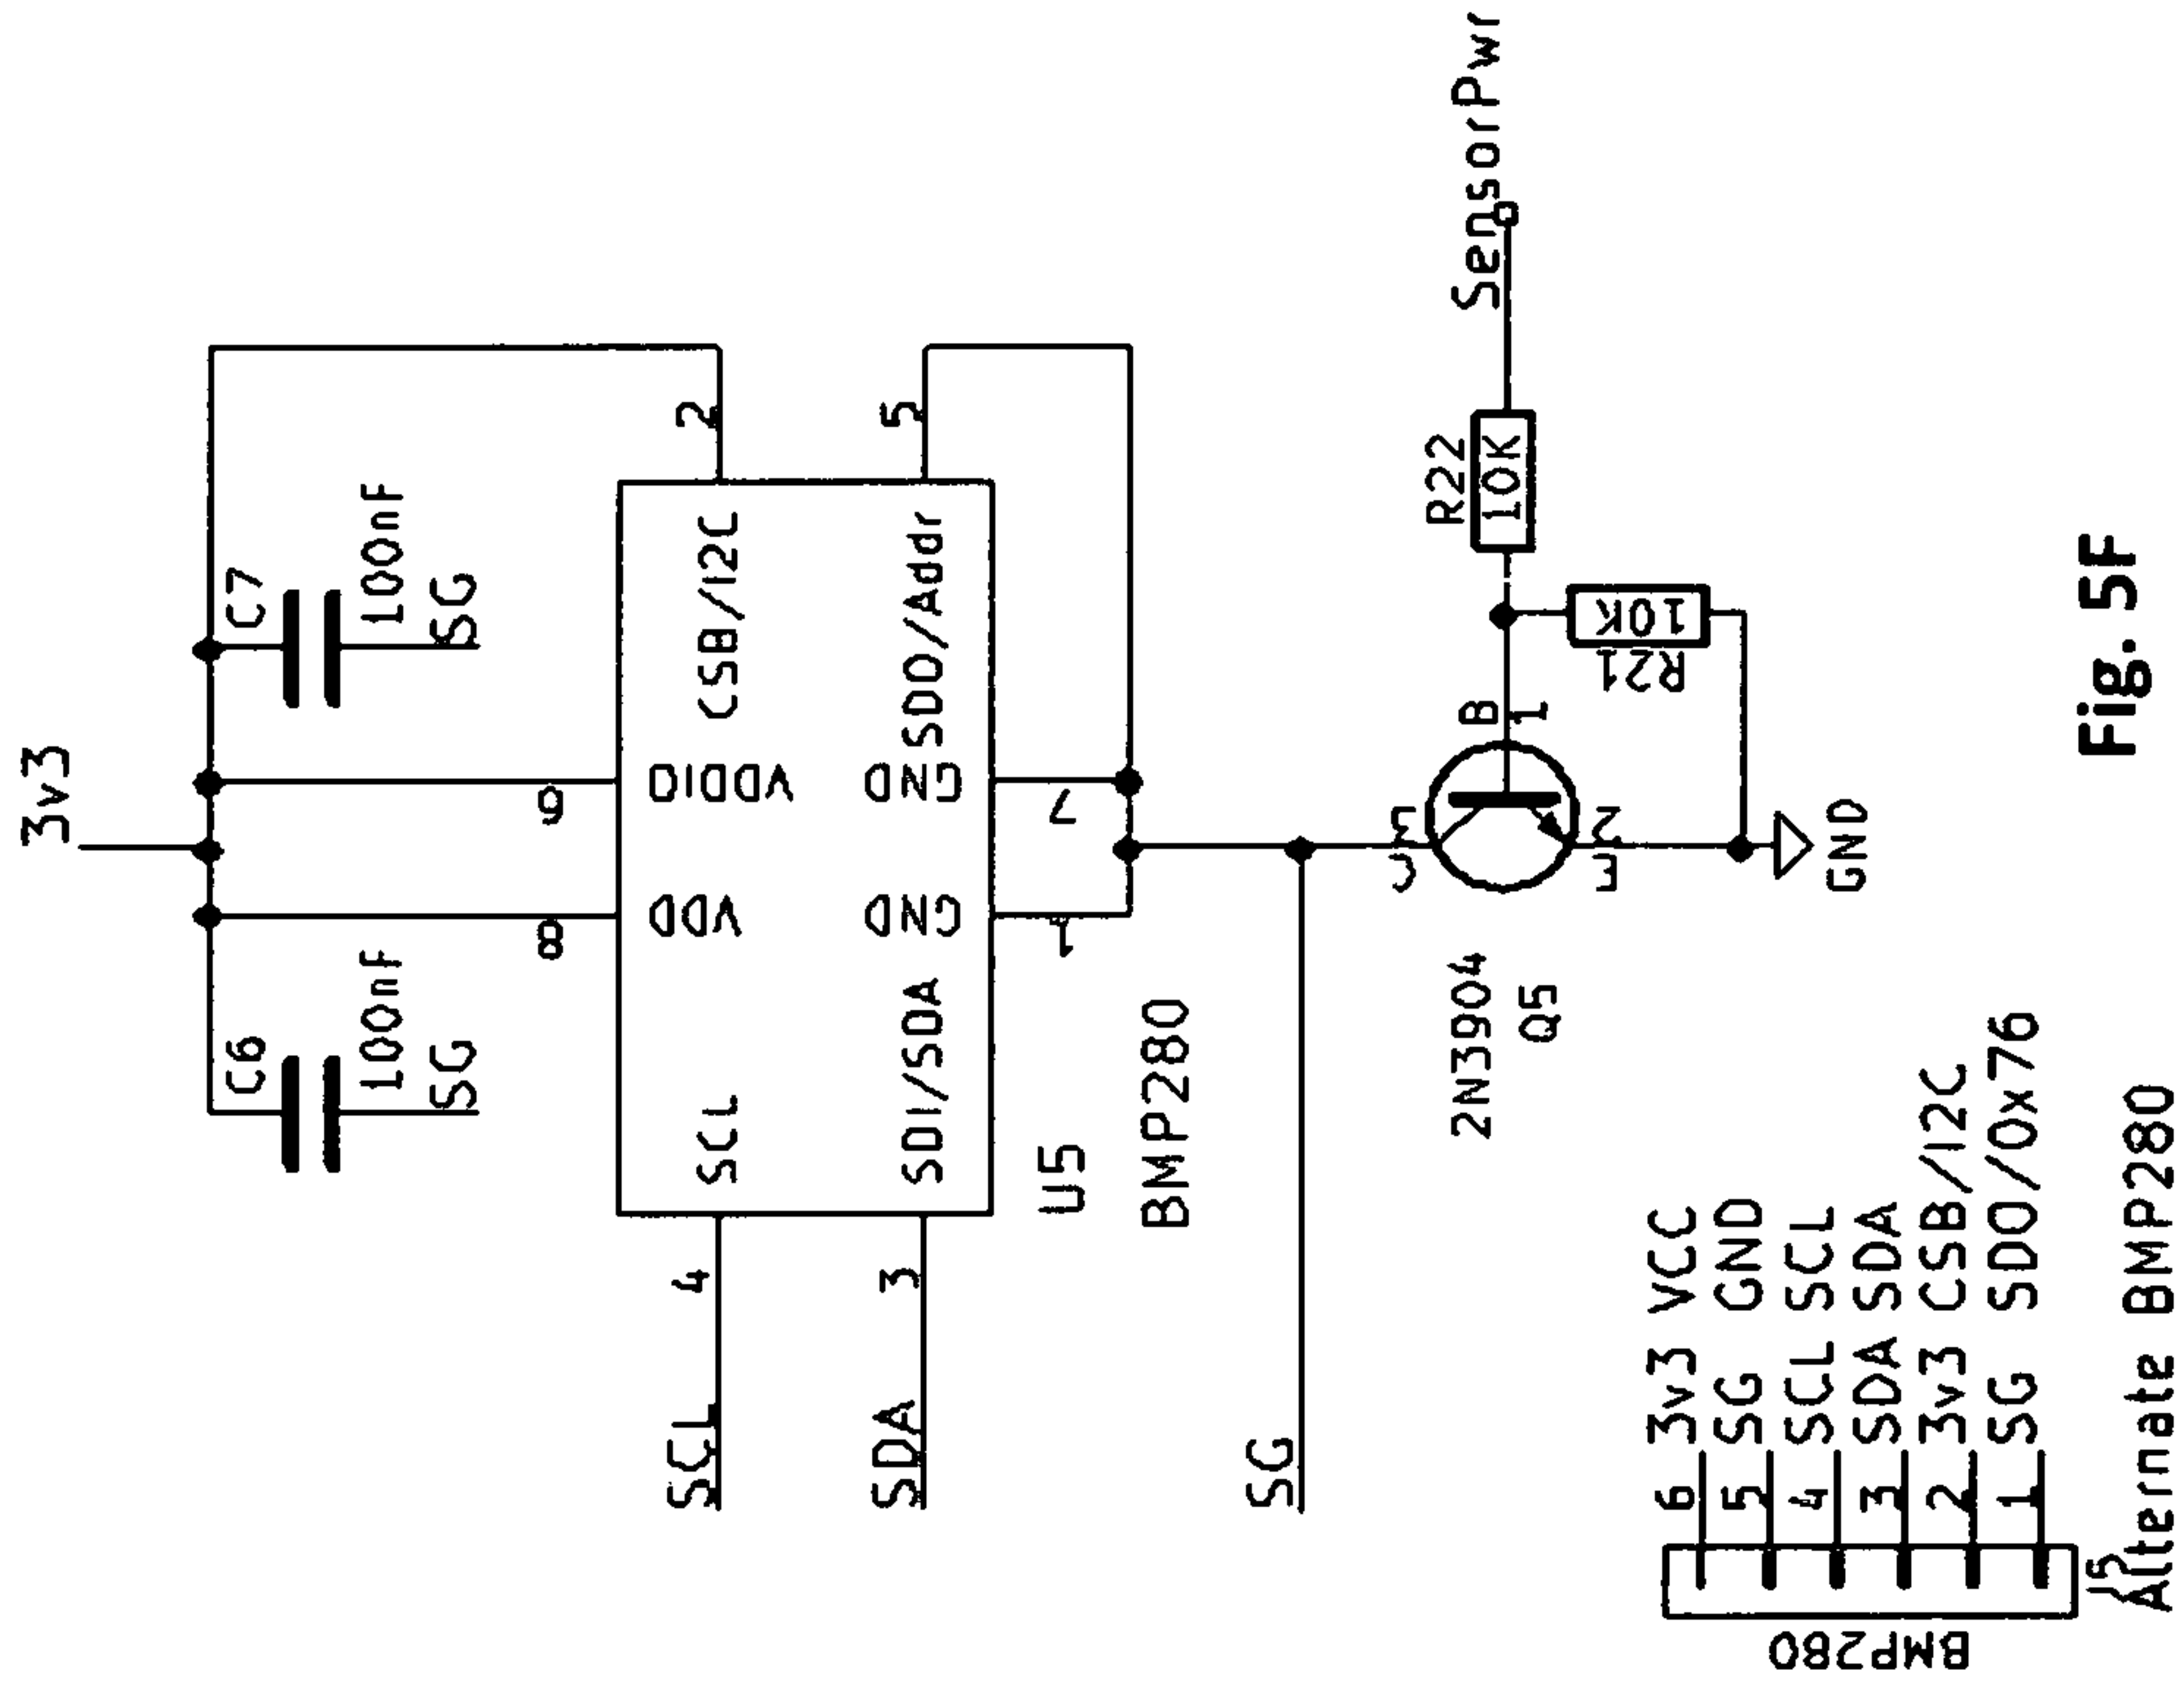 3v3
C6
100nF
SG
C7
100nF
SG
8
6
2
5
VDD
VDDIO
CSB/I2C
SCL
SDI/SDA
GND
GND
SDO/Addr
4
3
1
7
SCL
SDA
U5
BMP280
SG
C
3
B
1
E
2
2N3904
Q5
R22
10K
SensorPwr
R21
10K
GND
BMP280
6 3v3 VCC
5 SG GND
4 SCL SCL
3 SDA SDA
2 3v3 CSB/I2C
1 SG SDO/0x76
J5
Alternate BMP280
Fig. 5F